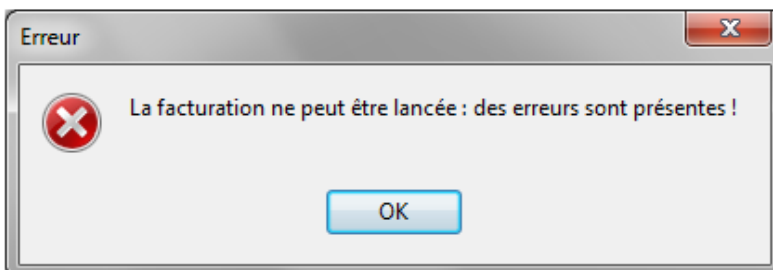 Erreur
La facturation ne peut être lancée : des erreurs sont présentes !
OK